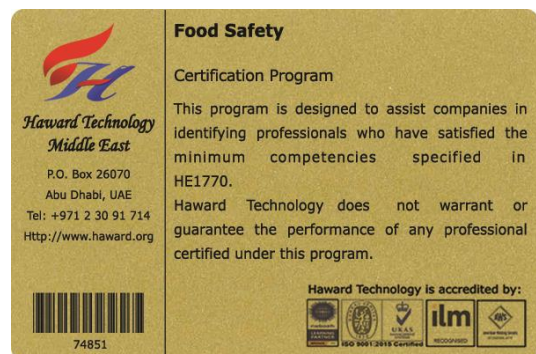 Haward Technology
Middle East
P.O. Box 26070
Abu Dhabi, UAE
Tel: +971 2 30 91 714
Http://www.haward.org
74851
Food Safety
Certification Program
This program is designed to assist companies in
identifying professionals who have satisfied the
minimum competencies specified in
HE1770.
Haward Technology does not warrant or
guarantee the performance of any professional
certified under this program.
Haward Technology is accredited by:
UKAS
ISO 9001:2015 Certified
ilm
RECOGNISED
AWS